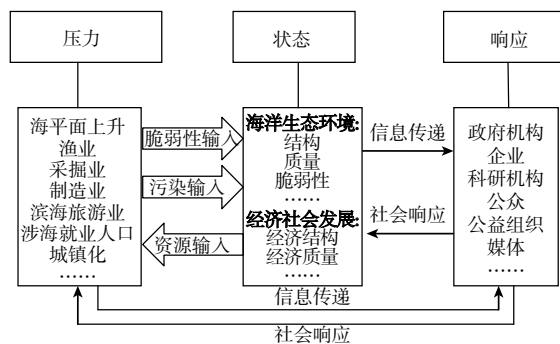 压力
状态
响应
海平面上升
渔业
采掘业
制造业
滨海旅游业
涉海就业人口
城镇化
……
脆弱性输入
污染输入
资源输入
海洋生态环境:
结构
质量
脆弱性
……
经济社会发展:
经济结构
经济质量
……
信息传递
社会响应
政府机构
企业
科研机构
公众
公益组织
媒体
……
信息传递
社会响应